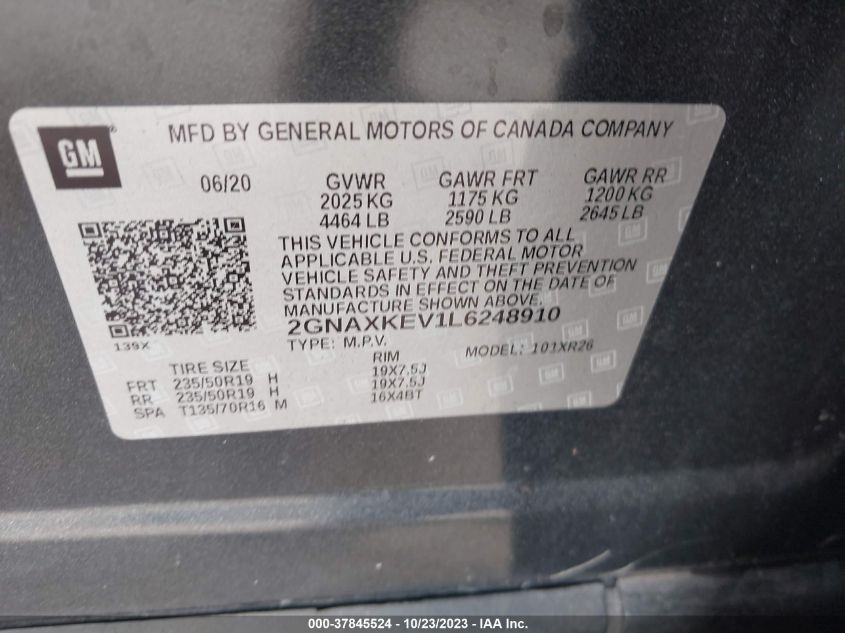 GM
MFD BY GENERAL MOTORS OF CANADA COMPANY
06/20 GVWR GAWR FRT GAWR RR
2025 KG 1175 KG 1200 KG
4464 LB 2590 LB 2645 LB
THIS VEHICLE CONFORMS TO ALL
APPLICABLE U.S. FEDERAL MOTOR
VEHICLE SAFETY AND THEFT PREVENTION
STANDARDS IN EFFECT ON THE DATE OF
MANUFACTURE SHOWN ABOVE.
2GNAXKEV1L6248910
139X TYPE: M.P.V. MODEL: 101XR26
TIRE SIZE RIM
FRT 235/50R19 H 19X7.5J
RR 235/50R19 H 19X7.5J
SPA T135/70R16 M 16X4BT
000-37845524 - 10/23/2023 - IAA Inc.